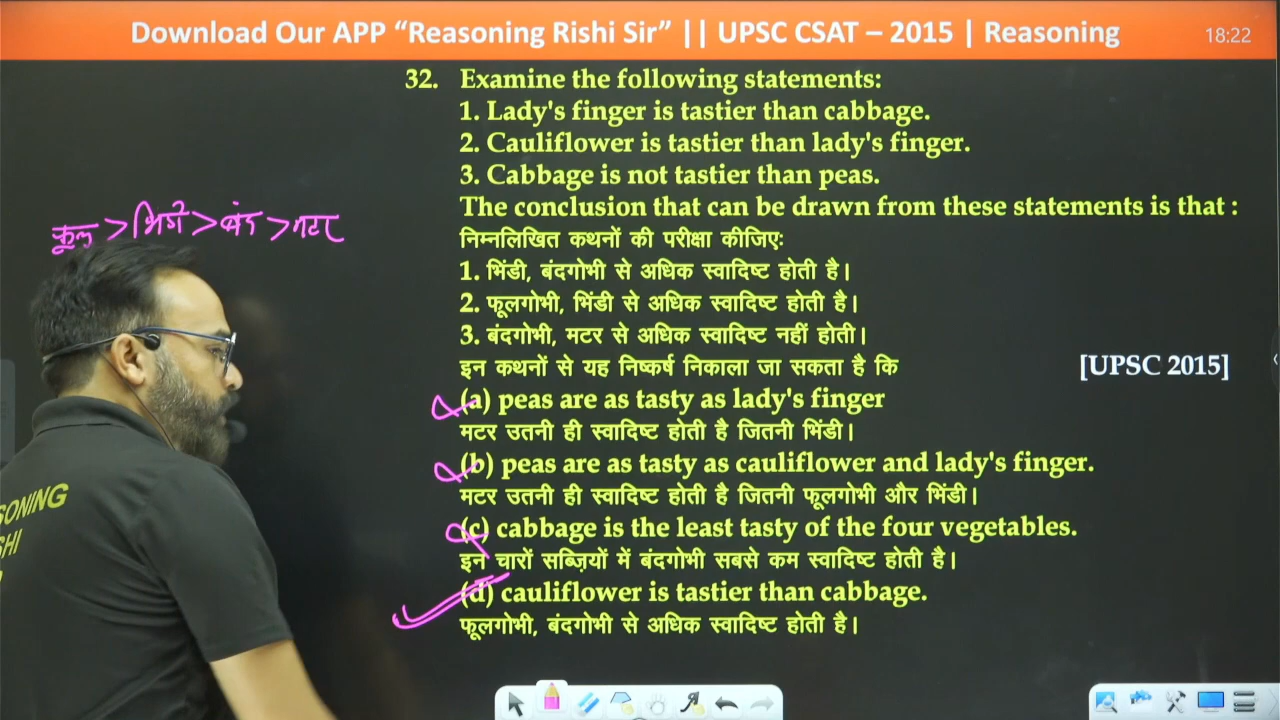 Download Our APP “Reasoning Rishi Sir” || UPSC CSAT – 2015 | Reasoning
18:22
32. Examine the following statements:
1. Lady's finger is tastier than cabbage.
2. Cauliflower is tastier than lady's finger.
3. Cabbage is not tastier than peas.
The conclusion that can be drawn from these statements is that :
निम्नलिखित कथनों की परीक्षा कीजिएः
1. भिंडी, बंदगोभी से अधिक स्वादिष्ट होती है।
2. फूलगोभी, भिंडी से अधिक स्वादिष्ट होती है।
3. बंदगोभी, मटर से अधिक स्वादिष्ट नहीं होती।
इन कथनों से यह निष्कर्ष निकाला जा सकता है कि
[UPSC 2015]
(a) peas are as tasty as lady's finger
मटर उतनी ही स्वादिष्ट होती है जितनी भिंडी।
(b) peas are as tasty as cauliflower and lady's finger.
मटर उतनी ही स्वादिष्ट होती है जितनी फूलगोभी और भिंडी।
(c) cabbage is the least tasty of the four vegetables.
इन चारों सब्ज़ियों में बंदगोभी सबसे कम स्वादिष्ट होती है।
(d) cauliflower is tastier than cabbage.
फूलगोभी, बंदगोभी से अधिक स्वादिष्ट होती है।
फूल > भिंडी > बंद > मटर